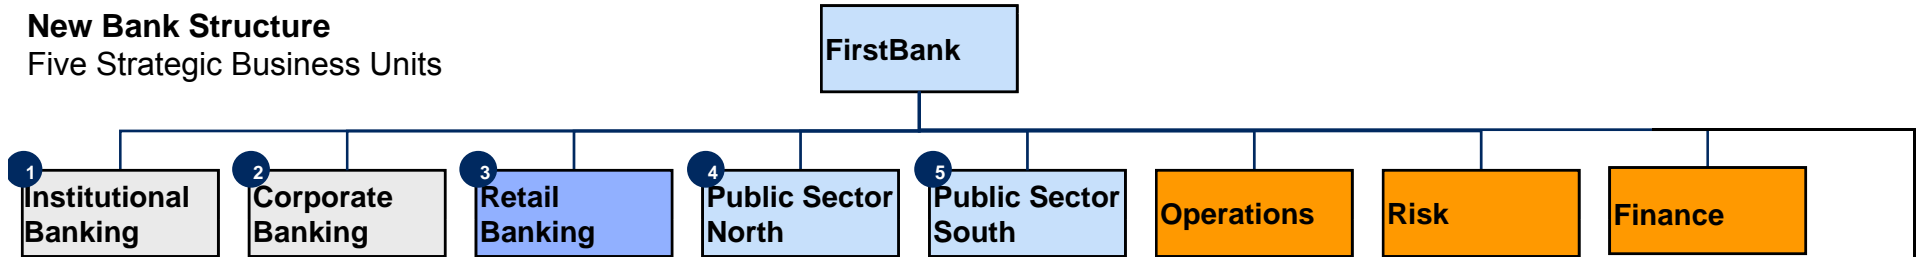 New Bank Structure
Five Strategic Business Units
FirstBank
1
Institutional
Banking
2
Corporate
Banking
3
Retail
Banking
4
Public Sector
North
5
Public Sector
South
Operations
Risk
Finance